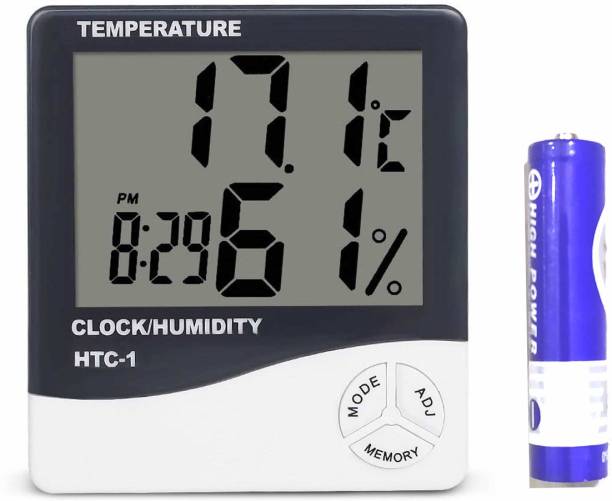 TEMPERATURE
17.1°C
PM
8:29 61%
CLOCK/HUMIDITY
HTC-1
MODE
ADJ
MEMORY
HIGH POWER